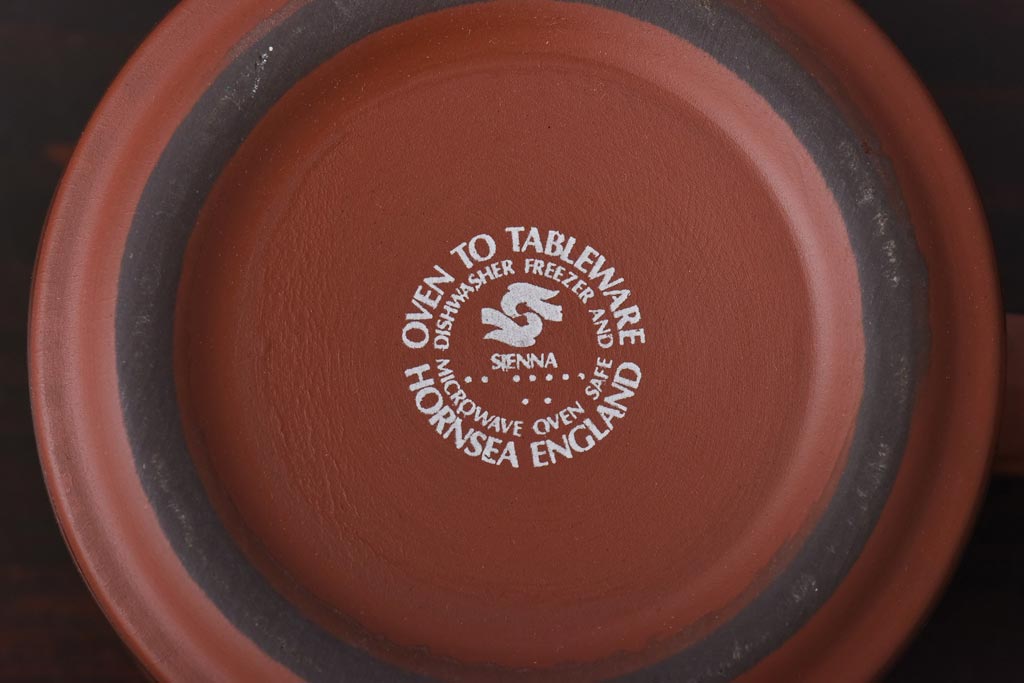 OVEN TO TABLEWARE
DISHWASHER FREEZER AND
SIENNA
MICROWAVE OVEN SAFE
HORNSEA ENGLAND